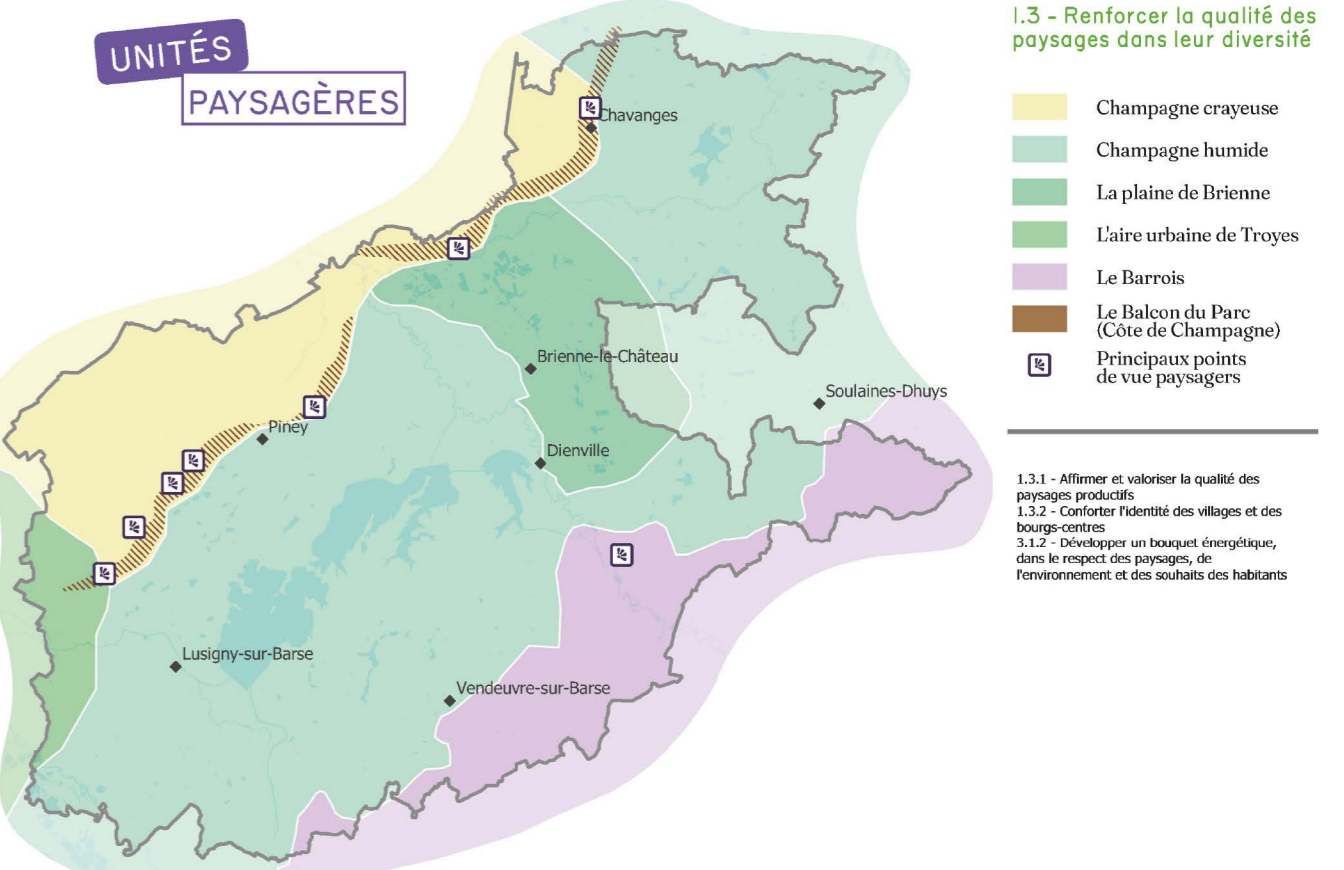 UNITÉS
PAYSAGÈRES
Chavanges
Brienne-le-Château
Soulaines-Dhuys
Piney
Dienville
Lusigny-sur-Barse
Vendeuvre-sur-Barse
1.3 - Renforcer la qualité des
paysages dans leur diversité
Champagne crayeuse
Champagne humide
La plaine de Brienne
L'aire urbaine de Troyes
Le Barrois
Le Balcon du Parc
(Côte de Champagne)
Principaux points
de vue paysagers
1.3.1 - Affirmer et valoriser la qualité des
paysages productifs
1.3.2 - Conforter l'identité des villages et des
bourgs-centres
3.1.2 - Développer un bouquet énergétique,
dans le respect des paysages, de
l'environnement et des souhaits des habitants